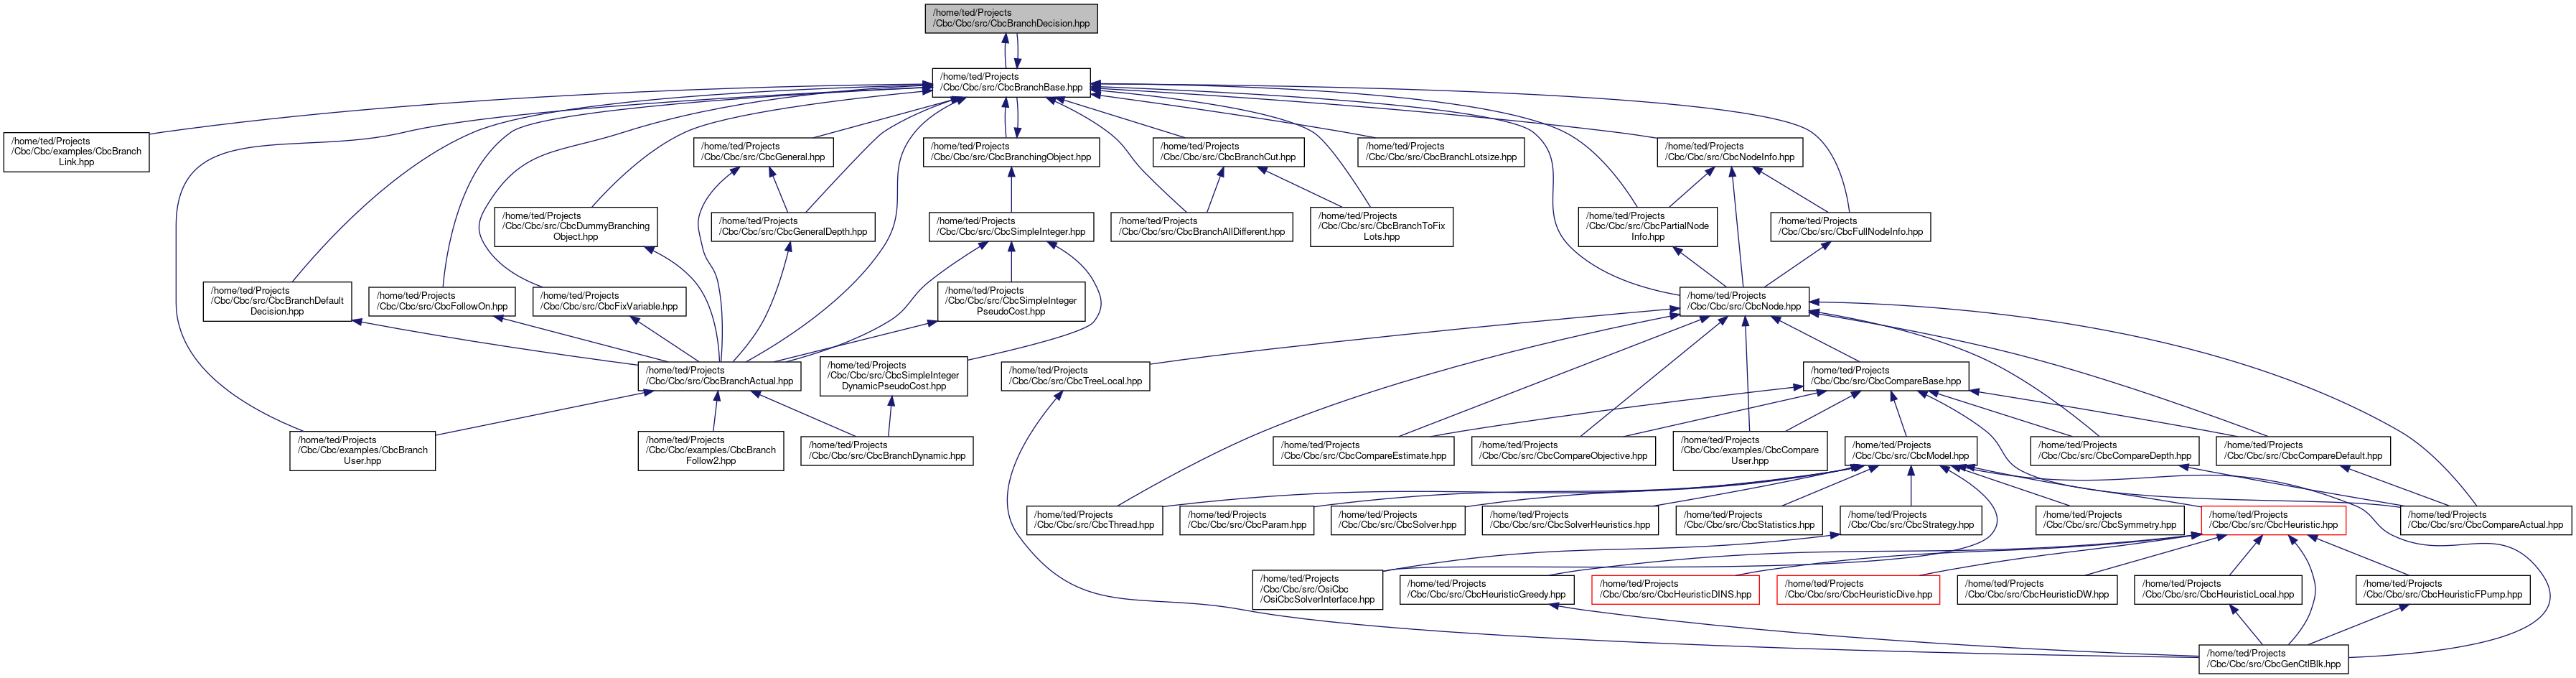 /home/ted/Projects
/Cbc/Cbc/src/CbcBranchDecision.hpp
/home/ted/Projects
/Cbc/Cbc/src/CbcBranchBase.hpp
/home/ted/Projects
/Cbc/Cbc/examples/CbcBranch
Link.hpp
/home/ted/Projects
/Cbc/Cbc/src/CbcGeneral.hpp
/home/ted/Projects
/Cbc/Cbc/src/CbcBranchingObject.hpp
/home/ted/Projects
/Cbc/Cbc/src/CbcBranchCut.hpp
/home/ted/Projects
/Cbc/Cbc/src/CbcBranchLotsize.hpp
/home/ted/Projects
/Cbc/Cbc/src/CbcNodeInfo.hpp
/home/ted/Projects
/Cbc/Cbc/src/CbcDummyBranching
Object.hpp
/home/ted/Projects
/Cbc/Cbc/src/CbcGeneralDepth.hpp
/home/ted/Projects
/Cbc/Cbc/src/CbcSimpleInteger.hpp
/home/ted/Projects
/Cbc/Cbc/src/CbcBranchAllDifferent.hpp
/home/ted/Projects
/Cbc/Cbc/src/CbcBranchToFix
Lots.hpp
/home/ted/Projects
/Cbc/Cbc/src/CbcPartialNode
Info.hpp
/home/ted/Projects
/Cbc/Cbc/src/CbcFullNodeInfo.hpp
/home/ted/Projects
/Cbc/Cbc/src/CbcBranchDefault
Decision.hpp
/home/ted/Projects
/Cbc/Cbc/src/CbcFollowOn.hpp
/home/ted/Projects
/Cbc/Cbc/src/CbcFixVariable.hpp
/home/ted/Projects
/Cbc/Cbc/src/CbcSimpleInteger
PseudoCost.hpp
/home/ted/Projects
/Cbc/Cbc/src/CbcNode.hpp
/home/ted/Projects
/Cbc/Cbc/src/CbcBranchActual.hpp
/home/ted/Projects
/Cbc/Cbc/src/CbcSimpleInteger
DynamicPseudoCost.hpp
/home/ted/Projects
/Cbc/Cbc/src/CbcTreeLocal.hpp
/home/ted/Projects
/Cbc/Cbc/src/CbcCompareBase.hpp
/home/ted/Projects
/Cbc/Cbc/examples/CbcBranch
User.hpp
/home/ted/Projects
/Cbc/Cbc/examples/CbcBranch
Follow2.hpp
/home/ted/Projects
/Cbc/Cbc/src/CbcBranchDynamic.hpp
/home/ted/Projects
/Cbc/Cbc/src/CbcCompareEstimate.hpp
/home/ted/Projects
/Cbc/Cbc/src/CbcCompareObjective.hpp
/home/ted/Projects
/Cbc/Cbc/examples/CbcCompare
User.hpp
/home/ted/Projects
/Cbc/Cbc/src/CbcModel.hpp
/home/ted/Projects
/Cbc/Cbc/src/CbcCompareDepth.hpp
/home/ted/Projects
/Cbc/Cbc/src/CbcCompareDefault.hpp
/home/ted/Projects
/Cbc/Cbc/src/CbcThread.hpp
/home/ted/Projects
/Cbc/Cbc/src/CbcParam.hpp
/home/ted/Projects
/Cbc/Cbc/src/CbcSolver.hpp
/home/ted/Projects
/Cbc/Cbc/src/CbcSolverHeuristics.hpp
/home/ted/Projects
/Cbc/Cbc/src/CbcStatistics.hpp
/home/ted/Projects
/Cbc/Cbc/src/CbcStrategy.hpp
/home/ted/Projects
/Cbc/Cbc/src/CbcSymmetry.hpp
/home/ted/Projects
/Cbc/Cbc/src/CbcHeuristic.hpp
/home/ted/Projects
/Cbc/Cbc/src/CbcCompareActual.hpp
/home/ted/Projects
/Cbc/Cbc/src/OsiCbc
/OsiCbcSolverInterface.hpp
/home/ted/Projects
/Cbc/Cbc/src/CbcHeuristicGreedy.hpp
/home/ted/Projects
/Cbc/Cbc/src/CbcHeuristicDINS.hpp
/home/ted/Projects
/Cbc/Cbc/src/CbcHeuristicDive.hpp
/home/ted/Projects
/Cbc/Cbc/src/CbcHeuristicDW.hpp
/home/ted/Projects
/Cbc/Cbc/src/CbcHeuristicLocal.hpp
/home/ted/Projects
/Cbc/Cbc/src/CbcHeuristicFPump.hpp
/home/ted/Projects
/Cbc/Cbc/src/CbcGenCtlBlk.hpp